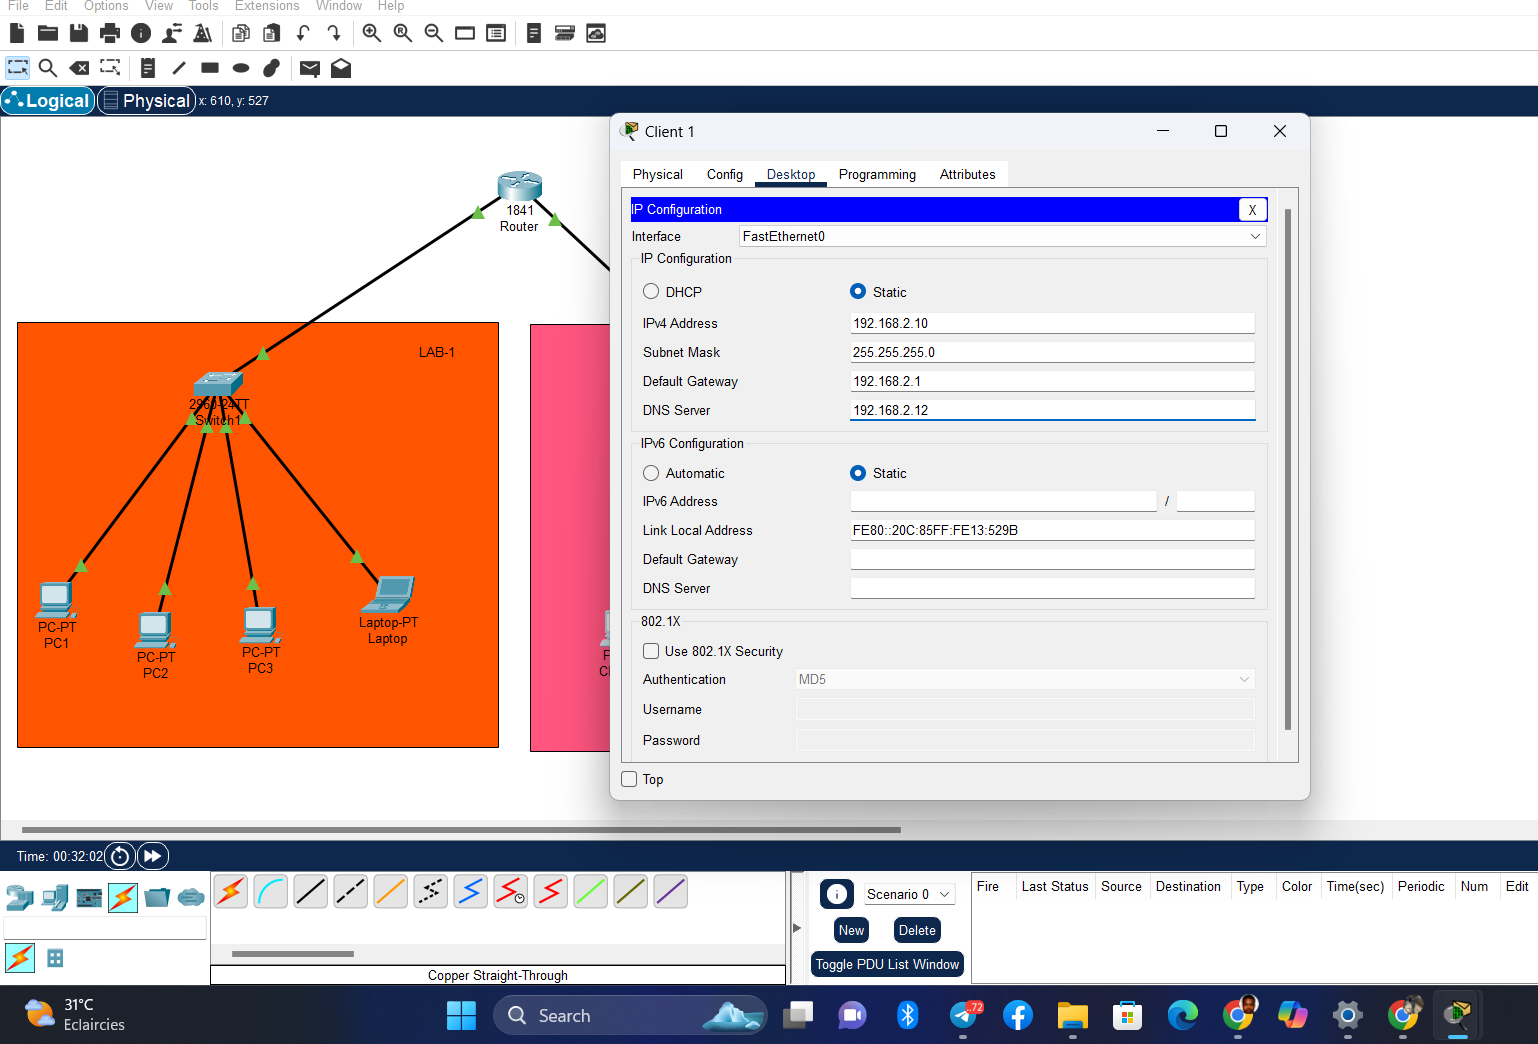 File Edit Options View Tools Extensions Window Help
Logical Physical x: 610, y: 527
1841
Router
LAB-1
2960-24TT
Switch1
PC-PT
PC1
PC-PT
PC2
PC-PT
PC3
Laptop-PT
Laptop
Client 1
Physical Config Desktop Programming Attributes
IP Configuration X
Interface FastEthernet0
IP Configuration
DHCP Static
IPv4 Address 192.168.2.10
Subnet Mask 255.255.255.0
Default Gateway 192.168.2.1
DNS Server 192.168.2.12
IPv6 Configuration
Automatic Static
IPv6 Address /
Link Local Address FE80::20C:85FF:FE13:529B
Default Gateway
DNS Server
802.1X
Use 802.1X Security
Authentication MD5
Username
Password
Top
Time: 00:32:02
Copper Straight-Through
Scenario 0
New Delete
Toggle PDU List Window
Fire Last Status Source Destination Type Color Time(sec) Periodic Num Edit
31°C
Eclaircies
Search